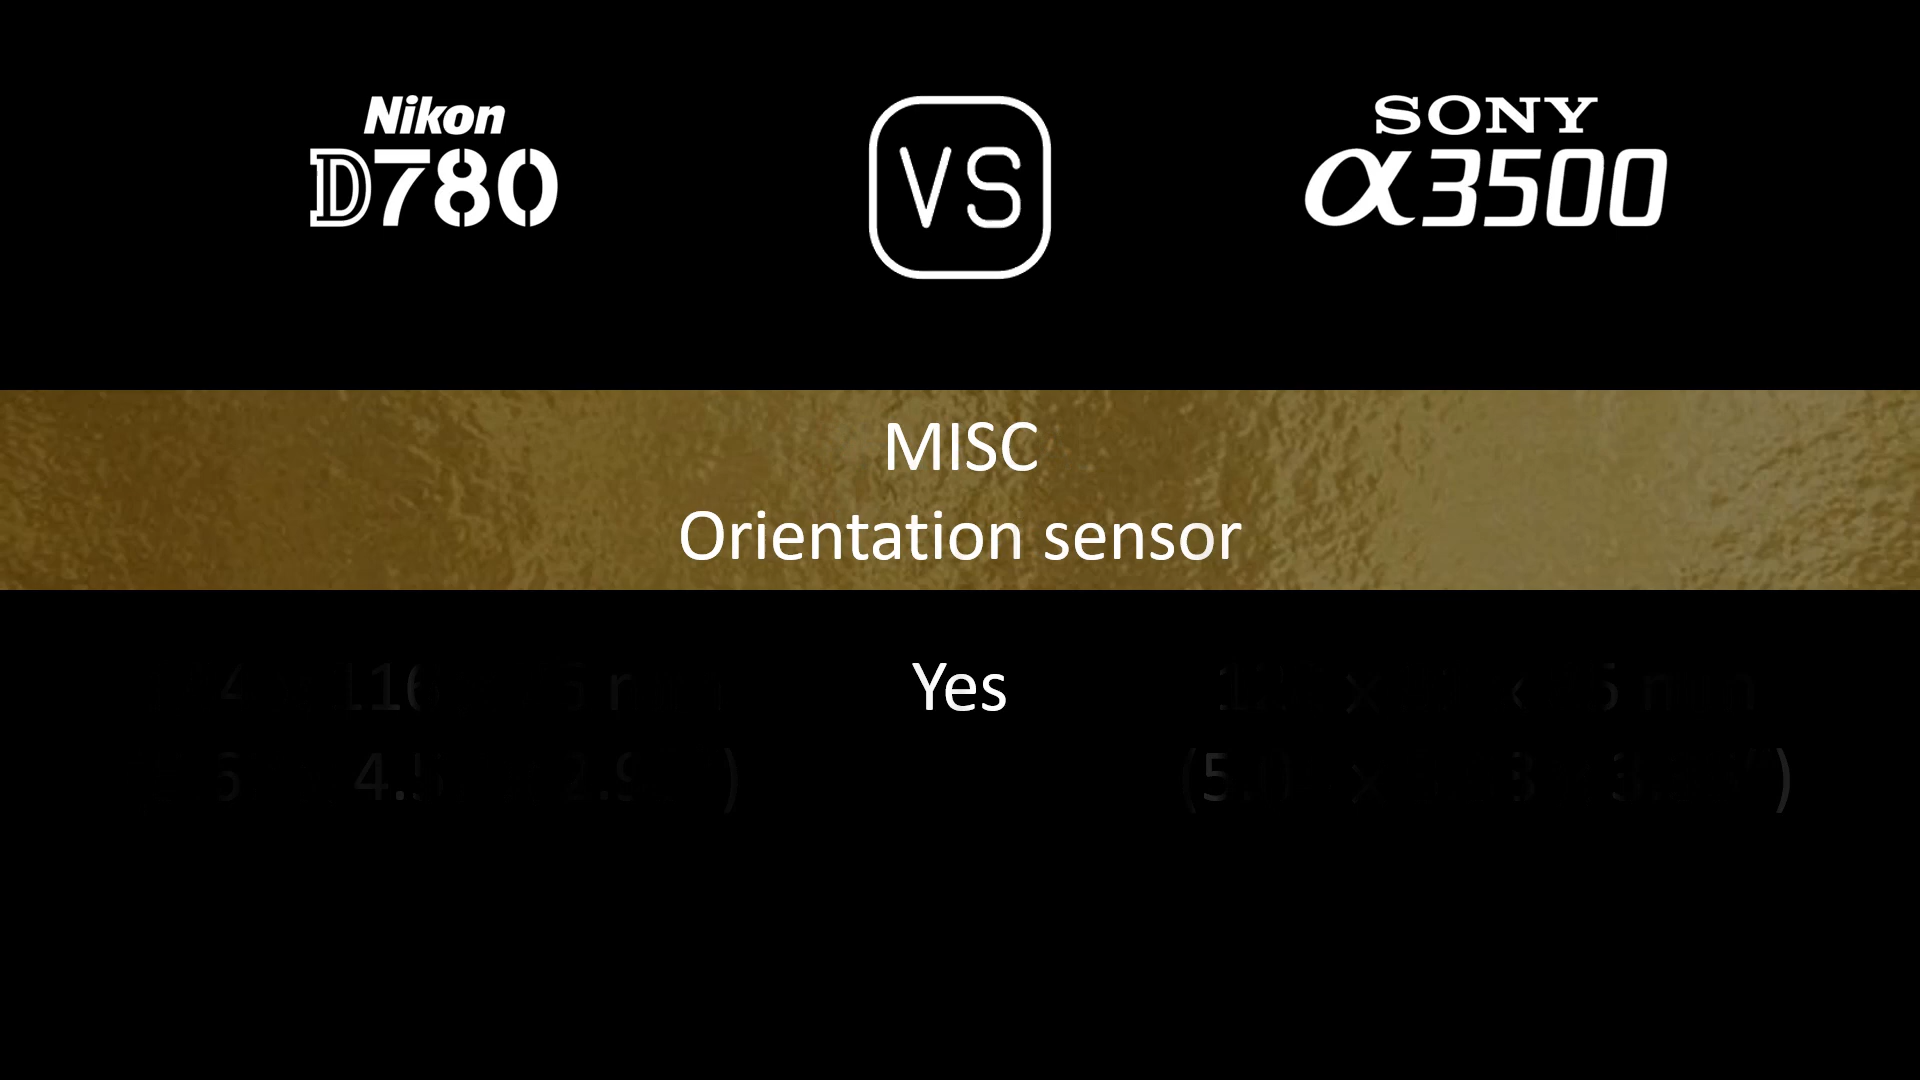 Nikon
D780
VS
SONY
α3500
MISC
Orientation sensor
Yes